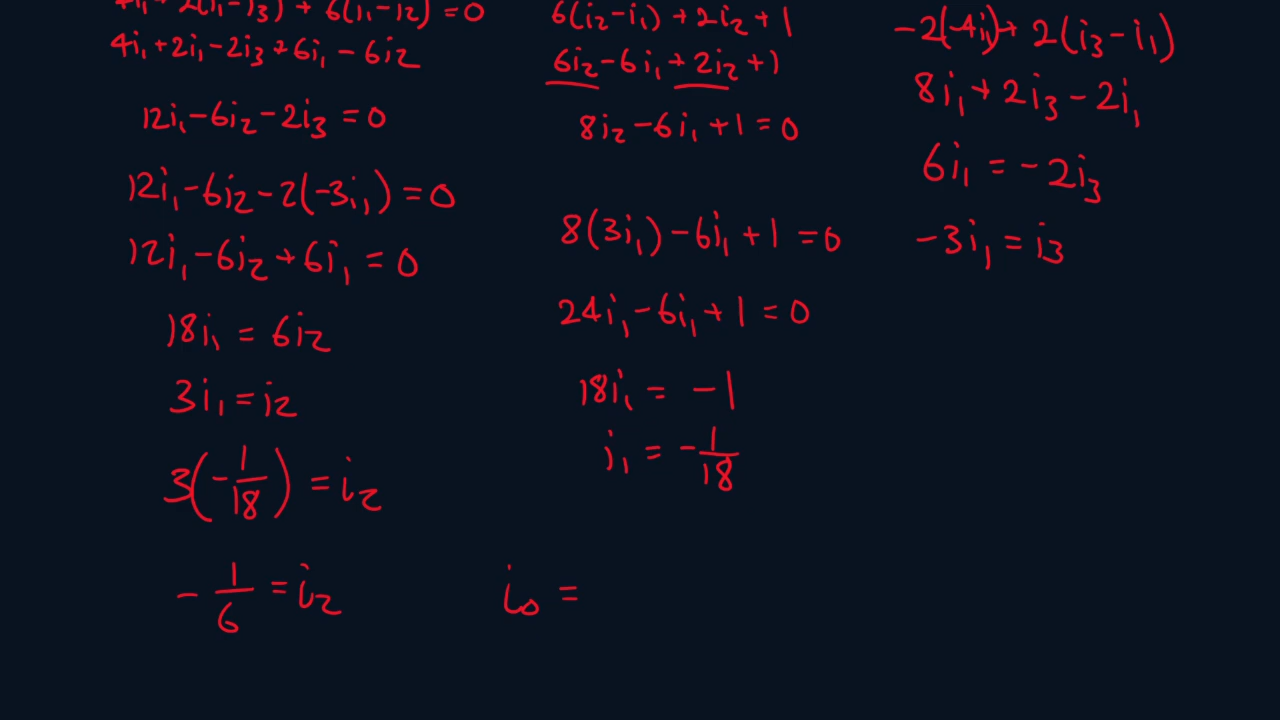 4i₁ + 2(i₁-i₃) + 6(i₁-i₂) = 0
4i₁+2i₁-2i₃+6i₁-6i₂
12i₁-6i₂-2i₃=0
12i₁-6i₂-2(-3i₁)=0
12i₁-6i₂+6i₁=0
18i₁=6i₂
3i₁=i₂
3(-1/18)=i₂
-1/6=i₂
6(i₂-i₁)+2i₂+1
6i₂-6i₁+2i₂+1
8i₂-6i₁+1=0
8(3i₁)-6i₁+1=0
24i₁-6i₁+1=0
18i₁=-1
i₁=-1/18
i₀=
-2(-4i₁)+2(i₃-i₁)
8i₁+2i₃-2i₁
6i₁=-2i₃
-3i₁=i₃